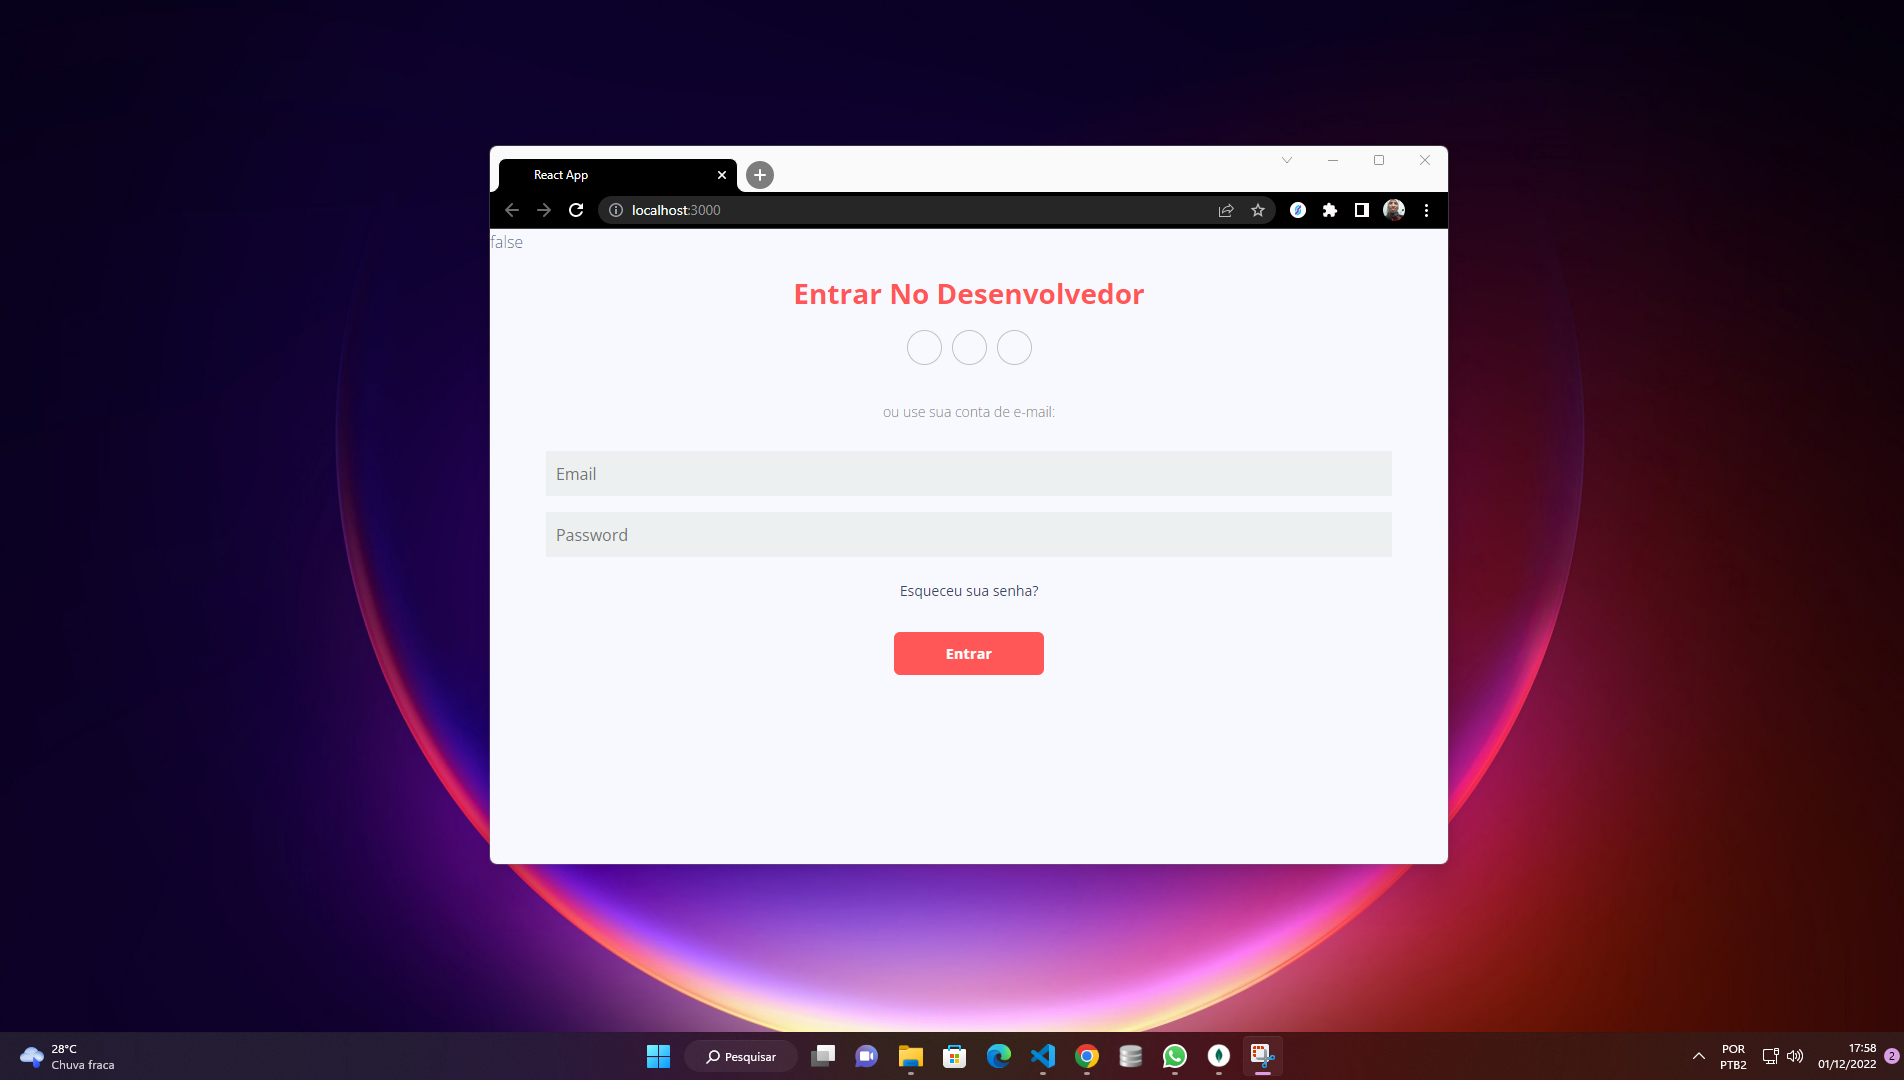 React App
localhost:3000
false
Entrar No Desenvolvedor
ou use sua conta de e-mail:
Email
Password
Esqueceu sua senha?
Entrar
28°C
Chuva fraca
Pesquisar
POR
PTB2
17:58
01/12/2022
2